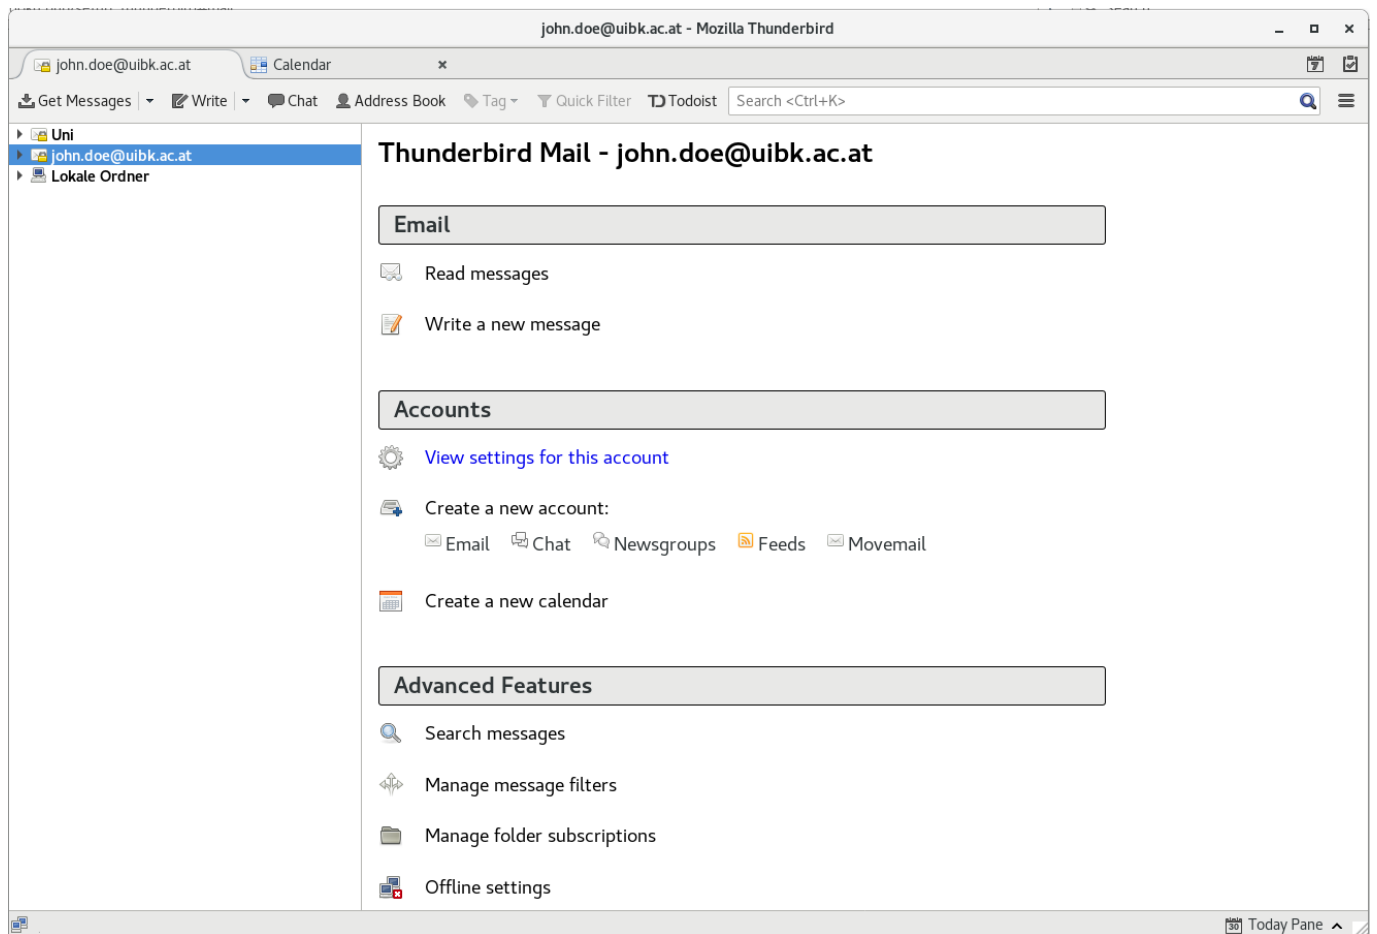 john.doe@uibk.ac.at - Mozilla Thunderbird
john.doe@uibk.ac.at Calendar
7
Get Messages Write Chat Address Book Tag Quick Filter Todoist Search <Ctrl+K>
Uni
john.doe@uibk.ac.at
Lokale Ordner
Thunderbird Mail - john.doe@uibk.ac.at
Email
Read messages
Write a new message
Accounts
View settings for this account
Create a new account:
Email Chat Newsgroups Feeds Movemail
Create a new calendar
Advanced Features
Search messages
Manage message filters
Manage folder subscriptions
Offline settings
30 Today Pane